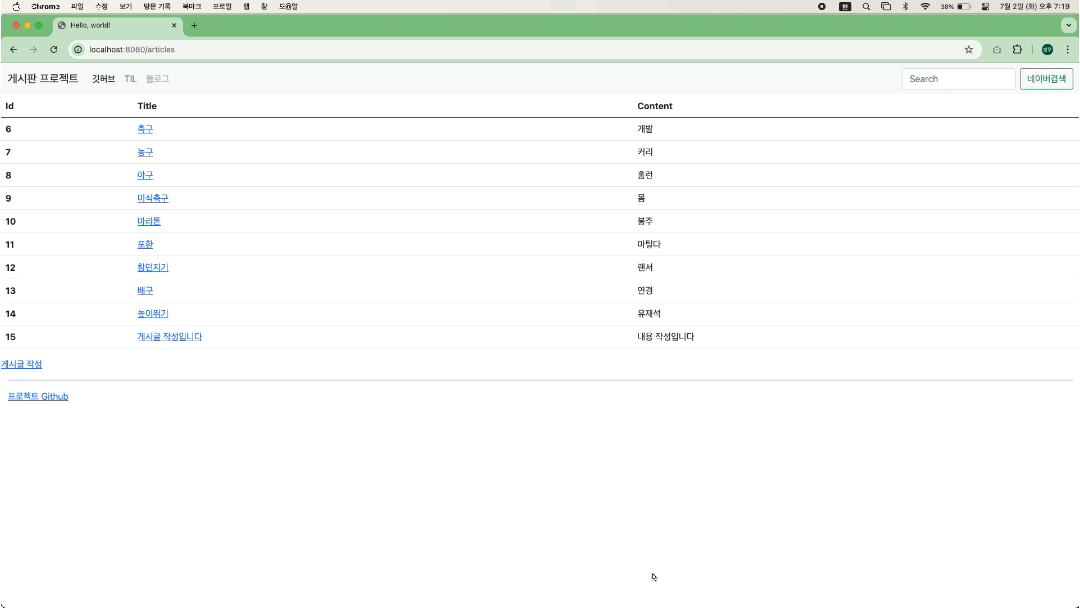 Chrome 파일 수정 보기 방문 기록 북마크 프로필 탭 창 도움말 한 38% 7월 2일 (화) 오후 7:19
Hello, world!
localhost:8080/articles
게시판 프로젝트 깃허브 TIL 블로그 Search 네이버검색
Id Title Content
6 축구 개발
7 농구 커리
8 야구 홈런
9 미식축구 몸
10 마라톤 봉주
11 포환 마틸다
12 창던지기 랜서
13 배구 연경
14 높이뛰기 유재석
15 게시글 작성입니다 내용 작성입니다
게시글 작성
프로젝트 Github